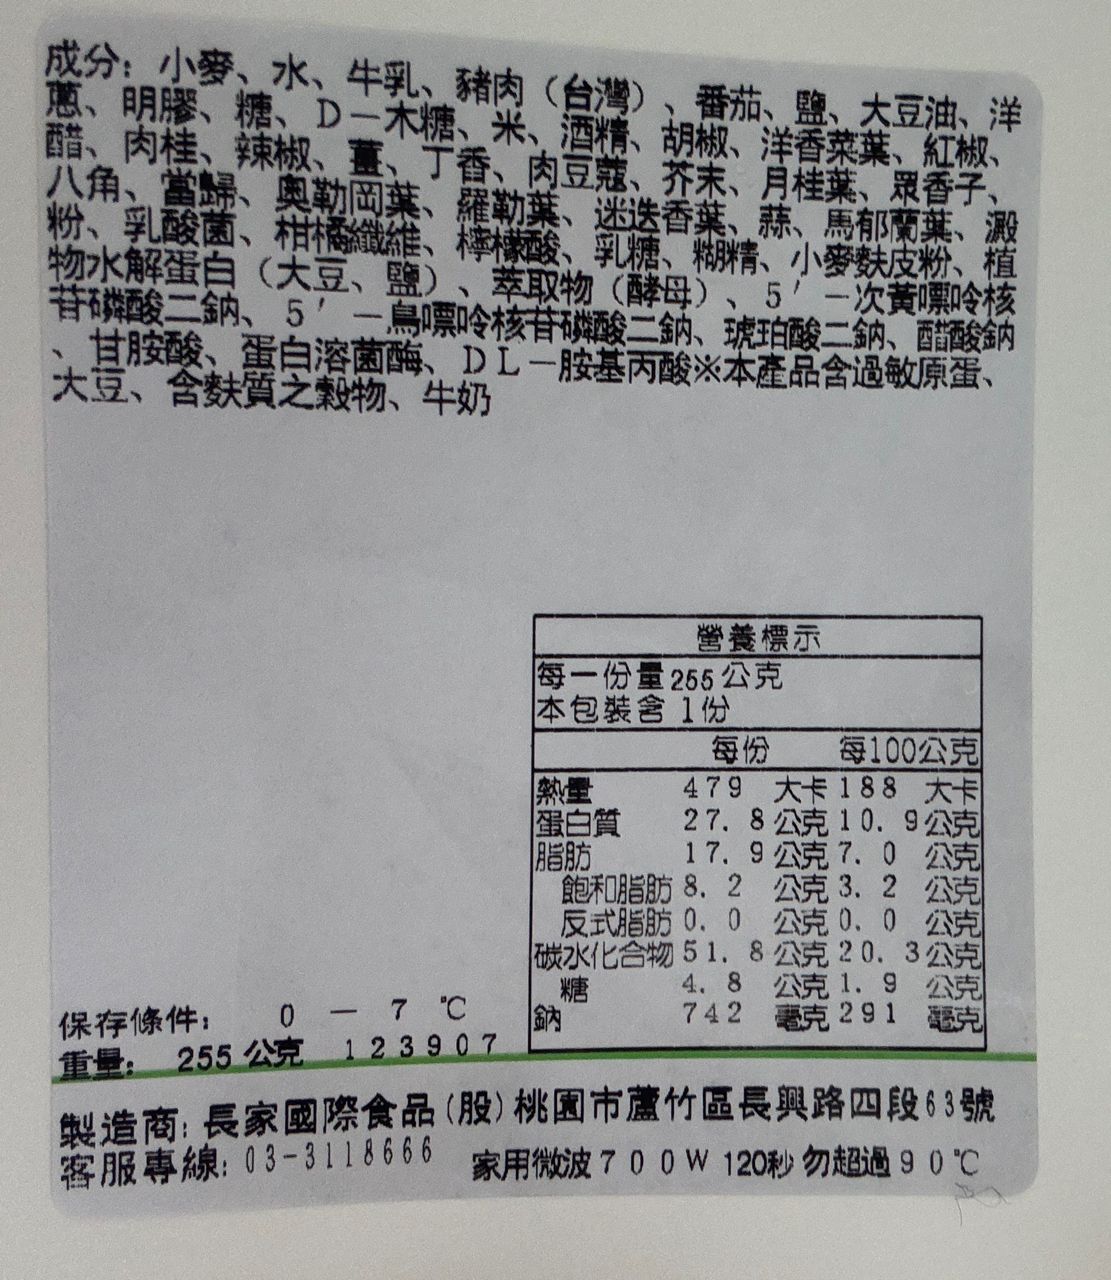 成分：小麥、水、牛乳、豬肉（台灣）、番茄、鹽、大豆油、洋
蔥、明膠、糖、D－木糖、米、酒精、胡椒、洋香菜葉、紅椒、
醋、肉桂、辣椒、薑、丁香、肉豆蔻、芥末、月桂葉、眾香子、
八角、當歸、奧勒岡葉、羅勒葉、迷迭香葉、蒜、馬郁蘭葉、澱
粉、乳酸菌、柑橘纖維、檸檬酸、乳糖、糊精、小麥麩皮粉、植
物水解蛋白（大豆、鹽）、萃取物（酵母）、5'－次黃嘌呤核
苷磷酸二鈉、5'－鳥嘌呤核苷磷酸二鈉、琥珀酸二鈉、醋酸鈉
、甘胺酸、蛋白溶菌酶、DL－胺基丙酸※本產品含過敏原蛋、
大豆、含麩質之穀物、牛奶
營養標示
每一份量255公克
本包裝含 1份
每份 每100公克
熱量 479 大卡 188 大卡
蛋白質 27.8公克 10.9公克
脂肪 17.9公克 7.0 公克
飽和脂肪 8.2 公克 3.2 公克
反式脂肪 0.0 公克 0.0 公克
碳水化合物 51.8公克 20.3公克
糖 4.8 公克 1.9 公克
鈉 742 毫克 291 毫克
保存條件： 0－7℃
重量： 255公克 123907
製造商：長家國際食品(股)桃園市蘆竹區長興路四段63號
客服專線：03-3118666 家用微波700W 120秒 勿超過90℃